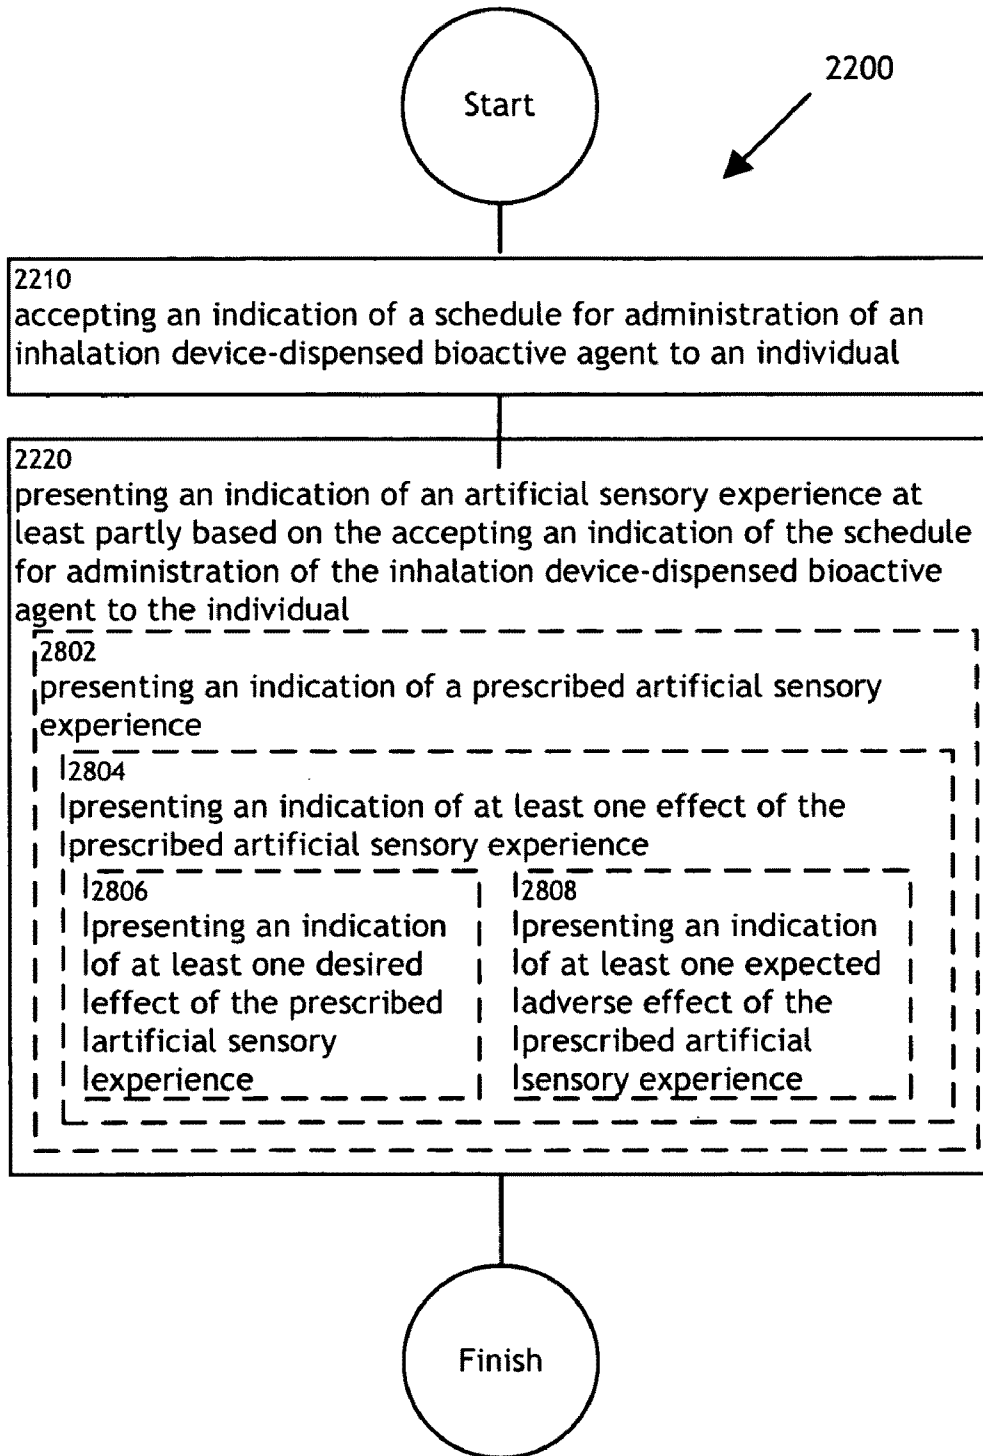 Start
2200
2210
accepting an indication of a schedule for administration of an
inhalation device-dispensed bioactive agent to an individual
2220
presenting an indication of an artificial sensory experience at
least partly based on the accepting an indication of the schedule
for administration of the inhalation device-dispensed bioactive
agent to the individual
2802
presenting an indication of a prescribed artificial sensory
experience
2804
presenting an indication of at least one effect of the
prescribed artificial sensory experience
2806
presenting an indication
of at least one desired
effect of the prescribed
artificial sensory
experience
2808
presenting an indication
of at least one expected
adverse effect of the
prescribed artificial
sensory experience
Finish